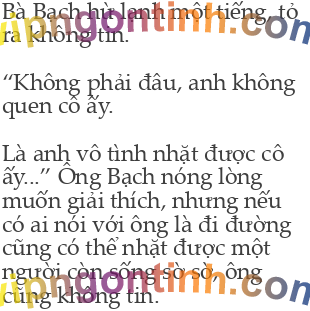 Bà Bạch hừ lạnh một tiếng, tỏ
ra không tin.
“Không phải đâu, anh không
quen cô ấy.
Là anh vô tình nhặt được cô
ấy...” Ông Bạch nóng lòng
muốn giải thích, nhưng nếu
có ai nói với ông là đi đường
cũng có thể nhặt được một
người còn sống sờ sờ, ông
cũng không tin.
vipngontinh.com
vipngontinh.com